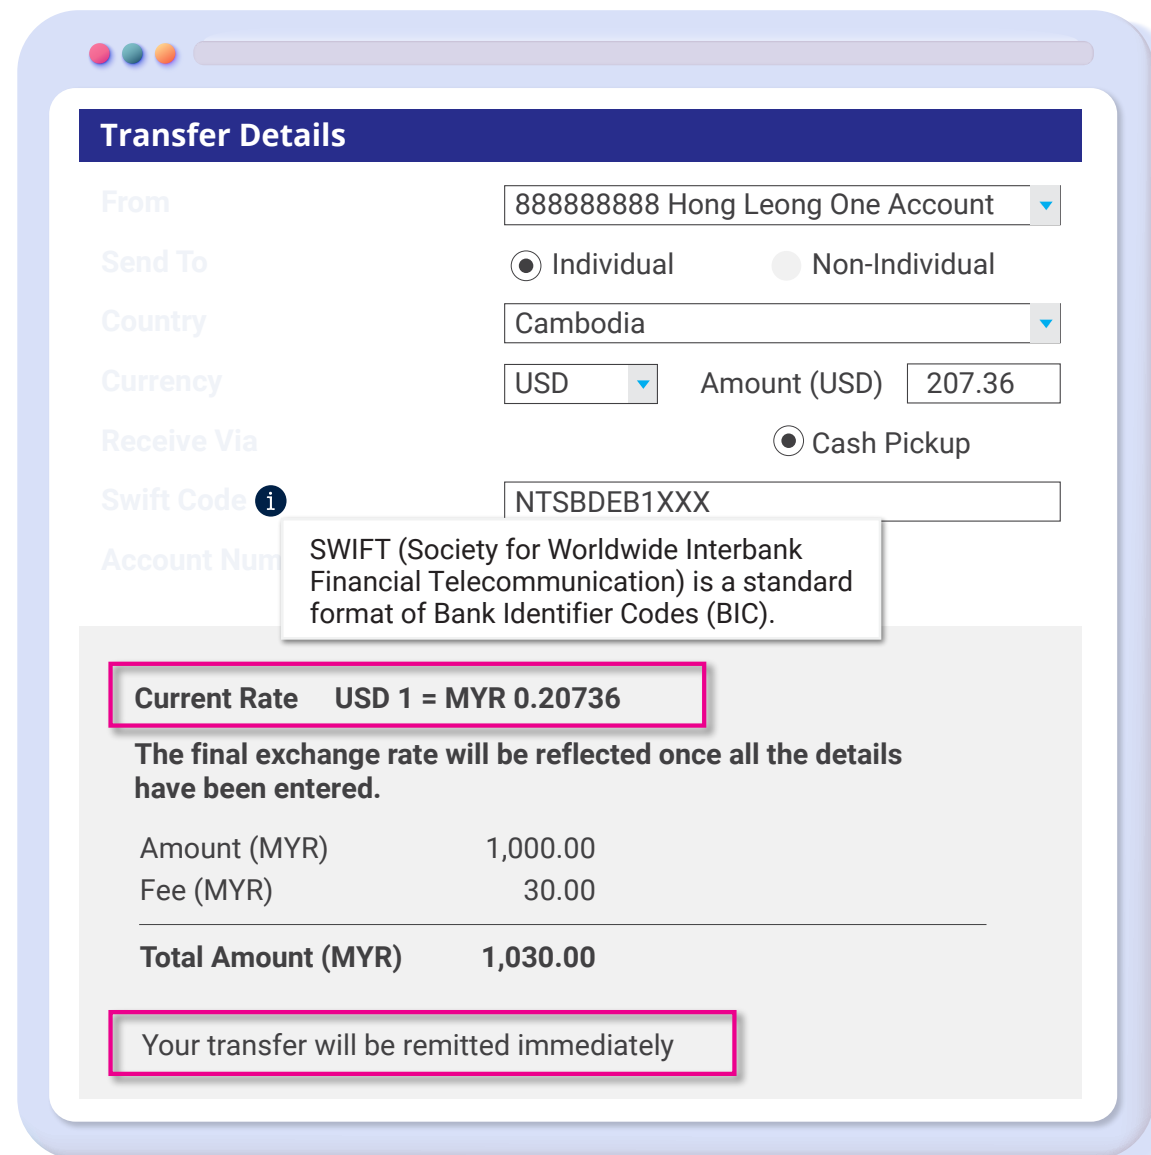 Transfer Details
From 888888888 Hong Leong One Account
Send To Individual Non-Individual
Country Cambodia
Currency USD Amount (USD) 207.36
Receive Via Cash Pickup
Swift Code i NTSBDEB1XXX
Account Num
SWIFT (Society for Worldwide Interbank
Financial Telecommunication) is a standard
format of Bank Identifier Codes (BIC).
Current Rate USD 1 = MYR 0.20736
The final exchange rate will be reflected once all the details
have been entered.
Amount (MYR) 1,000.00
Fee (MYR) 30.00
Total Amount (MYR) 1,030.00
Your transfer will be remitted immediately